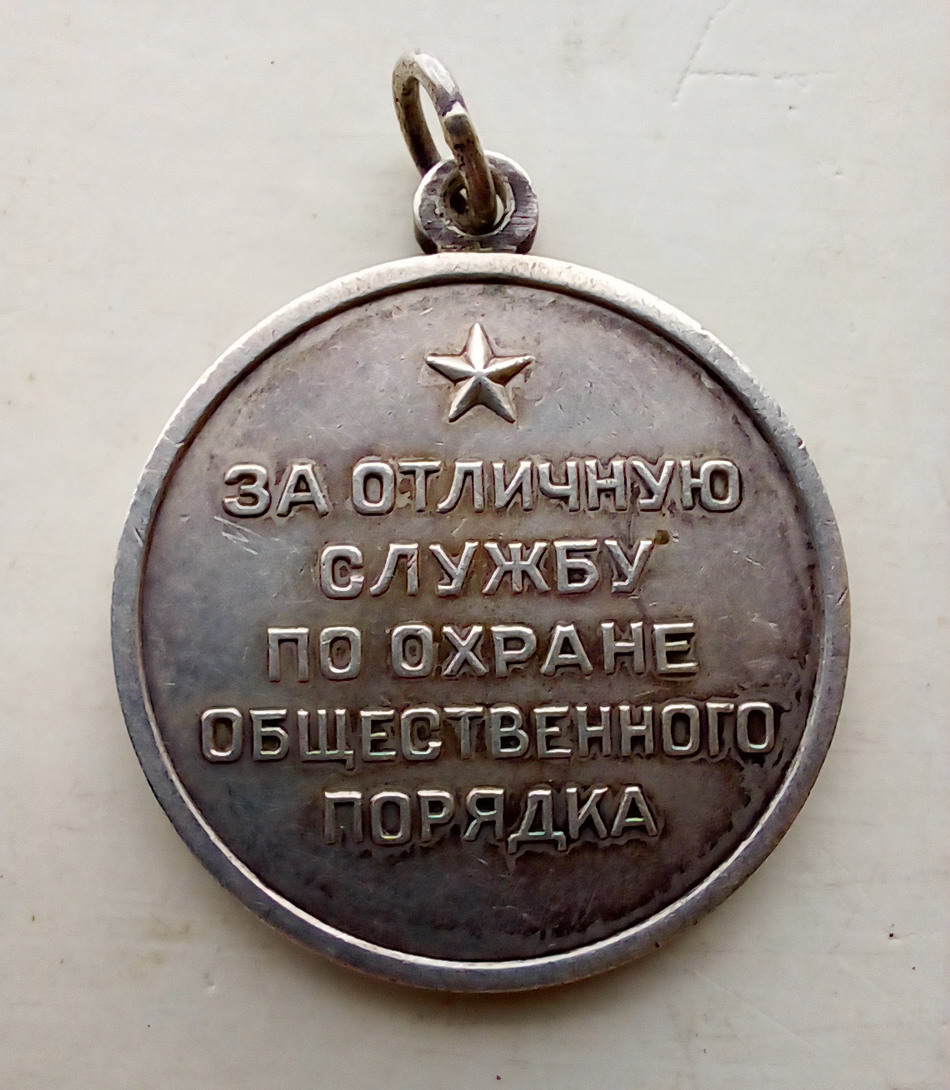 ЗА ОТЛИЧНУЮ
СЛУЖБУ
ПО ОХРАНЕ
ОБЩЕСТВЕННОГО
ПОРЯДКА